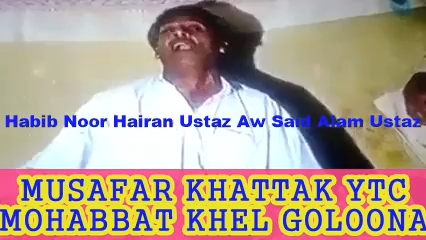 Habib Noor Hairan Ustaz Aw Said Alam Ustaz
MUSAFAR KHATTAK YTC
MOHABBAT KHEL GOLOONA